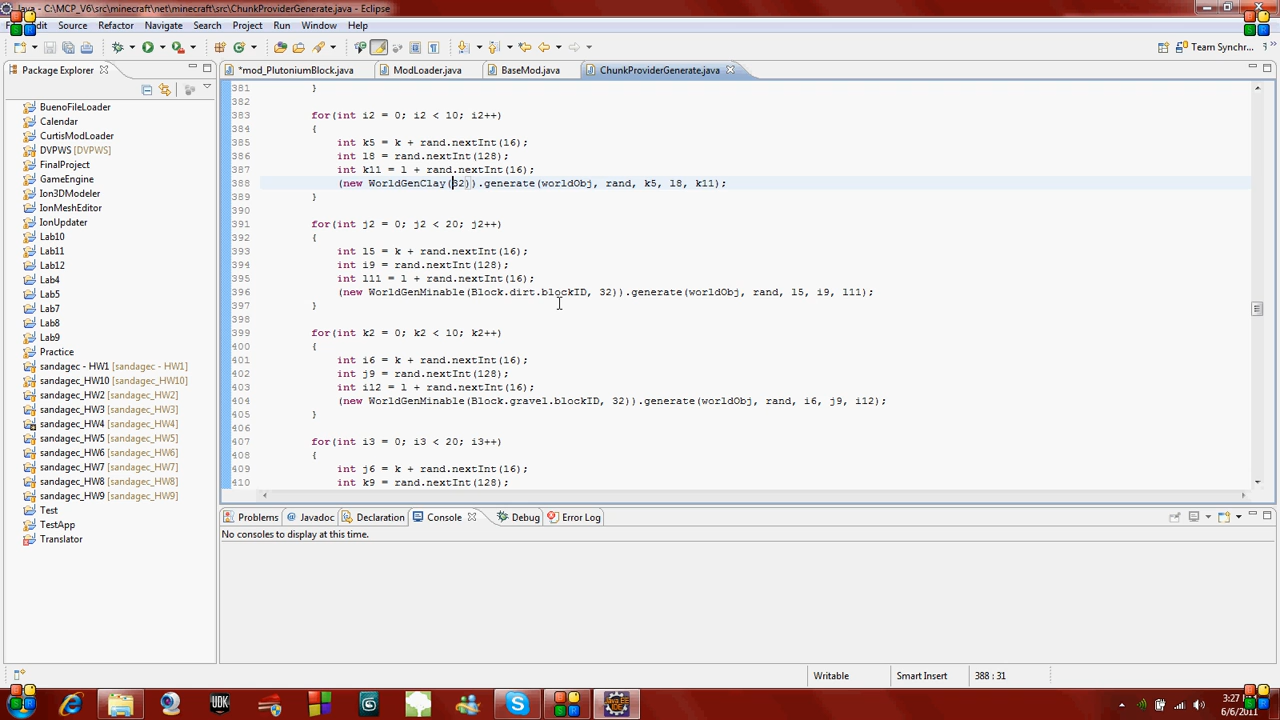 Java - C:\MCP_V6\src\minecraft\net\minecraft\src\ChunkProviderGenerate.java - Eclipse
Edit Source Refactor Navigate Search Project Run Window Help
Team Synchr...
Package Explorer
*mod_PlutoniumBlock.java ModLoader.java BaseMod.java ChunkProviderGenerate.java
BuenoFileLoader
Calendar
CurtisModLoader
DVPWS [DVPWS]
FinalProject
GameEngine
Ion3DModeler
IonMeshEditor
IonUpdater
Lab10
Lab11
Lab12
Lab4
Lab5
Lab7
Lab8
Lab9
Practice
sandagec - HW1 [sandagec - HW1]
sandagec_HW10 [sandagec_HW10]
sandagec_HW2 [sandagec_HW2]
sandagec_HW3 [sandagec_HW3]
sandagec_HW4 [sandagec_HW4]
sandagec_HW5 [sandagec_HW5]
sandagec_HW6 [sandagec_HW6]
sandagec_HW7 [sandagec_HW7]
sandagec_HW8 [sandagec_HW8]
sandagec_HW9 [sandagec_HW9]
Test
TestApp
Translator
381 }
382
383 for(int i2 = 0; i2 < 10; i2++)
384 {
385 int k5 = k + rand.nextInt(16);
386 int l8 = rand.nextInt(128);
387 int k11 = l + rand.nextInt(16);
388 (new WorldGenClay(32)).generate(worldObj, rand, k5, l8, k11);
389 }
390
391 for(int j2 = 0; j2 < 20; j2++)
392 {
393 int l5 = k + rand.nextInt(16);
394 int i9 = rand.nextInt(128);
395 int l11 = l + rand.nextInt(16);
396 (new WorldGenMinable(Block.dirt.blockID, 32)).generate(worldObj, rand, l5, i9, l11);
397 }
398
399 for(int k2 = 0; k2 < 10; k2++)
400 {
401 int i6 = k + rand.nextInt(16);
402 int j9 = rand.nextInt(128);
403 int i12 = l + rand.nextInt(16);
404 (new WorldGenMinable(Block.gravel.blockID, 32)).generate(worldObj, rand, i6, j9, i12);
405 }
406
407 for(int i3 = 0; i3 < 20; i3++)
408 {
409 int j6 = k + rand.nextInt(16);
410 int k9 = rand.nextInt(128);
Problems Javadoc Declaration Console Debug Error Log
No consoles to display at this time.
Writable Smart Insert 388 : 31
UDK
3:27 PM
6/6/2011